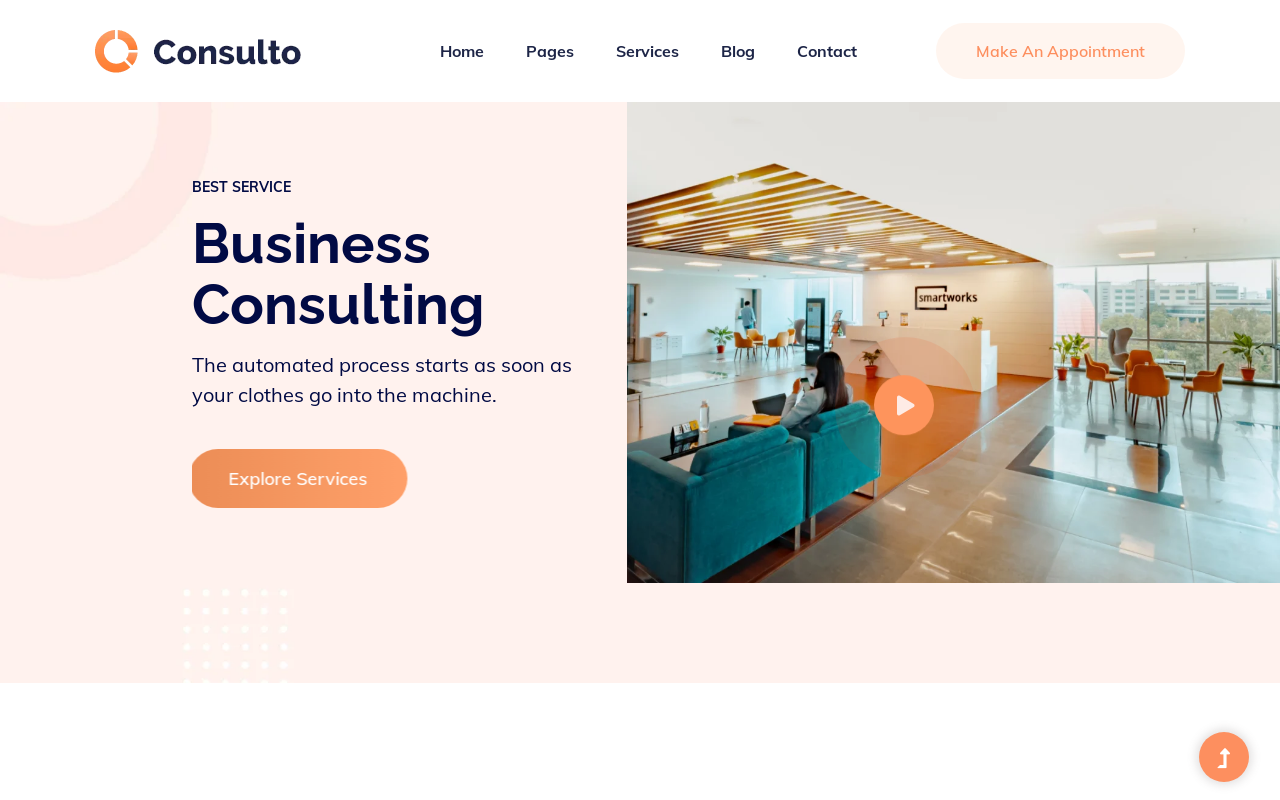 Consulto
Home
Pages
Services
Blog
Contact
Make An Appointment
BEST SERVICE
Business
Consulting
The automated process starts as soon as
your clothes go into the machine.
Explore Services
smartworks